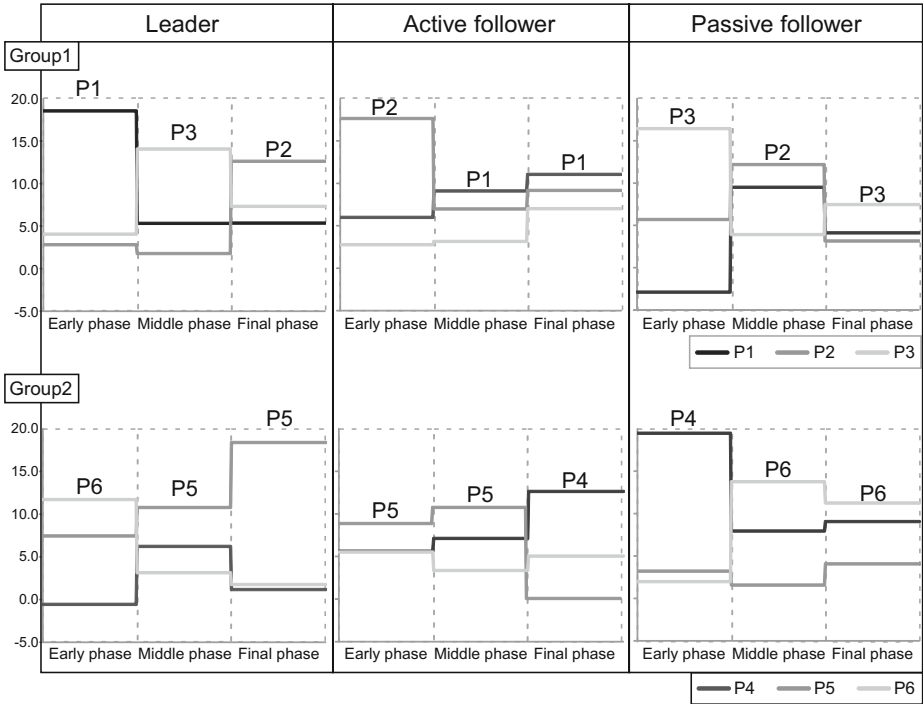 Leader Active follower Passive follower
Group1
20.0
15.0
10.0
5.0
0.0
-5.0
P1
P3
P2
P2
P1
P1
P3
P2
P3
Early phase Middle phase Final phase
Early phase Middle phase Final phase
Early phase Middle phase Final phase
P1 P2 P3
Group2
20.0
15.0
10.0
5.0
0.0
-5.0
P6
P5
P5
P5
P5
P4
P4
P6
P6
Early phase Middle phase Final phase
Early phase Middle phase Final phase
Early phase Middle phase Final phase
P4 P5 P6